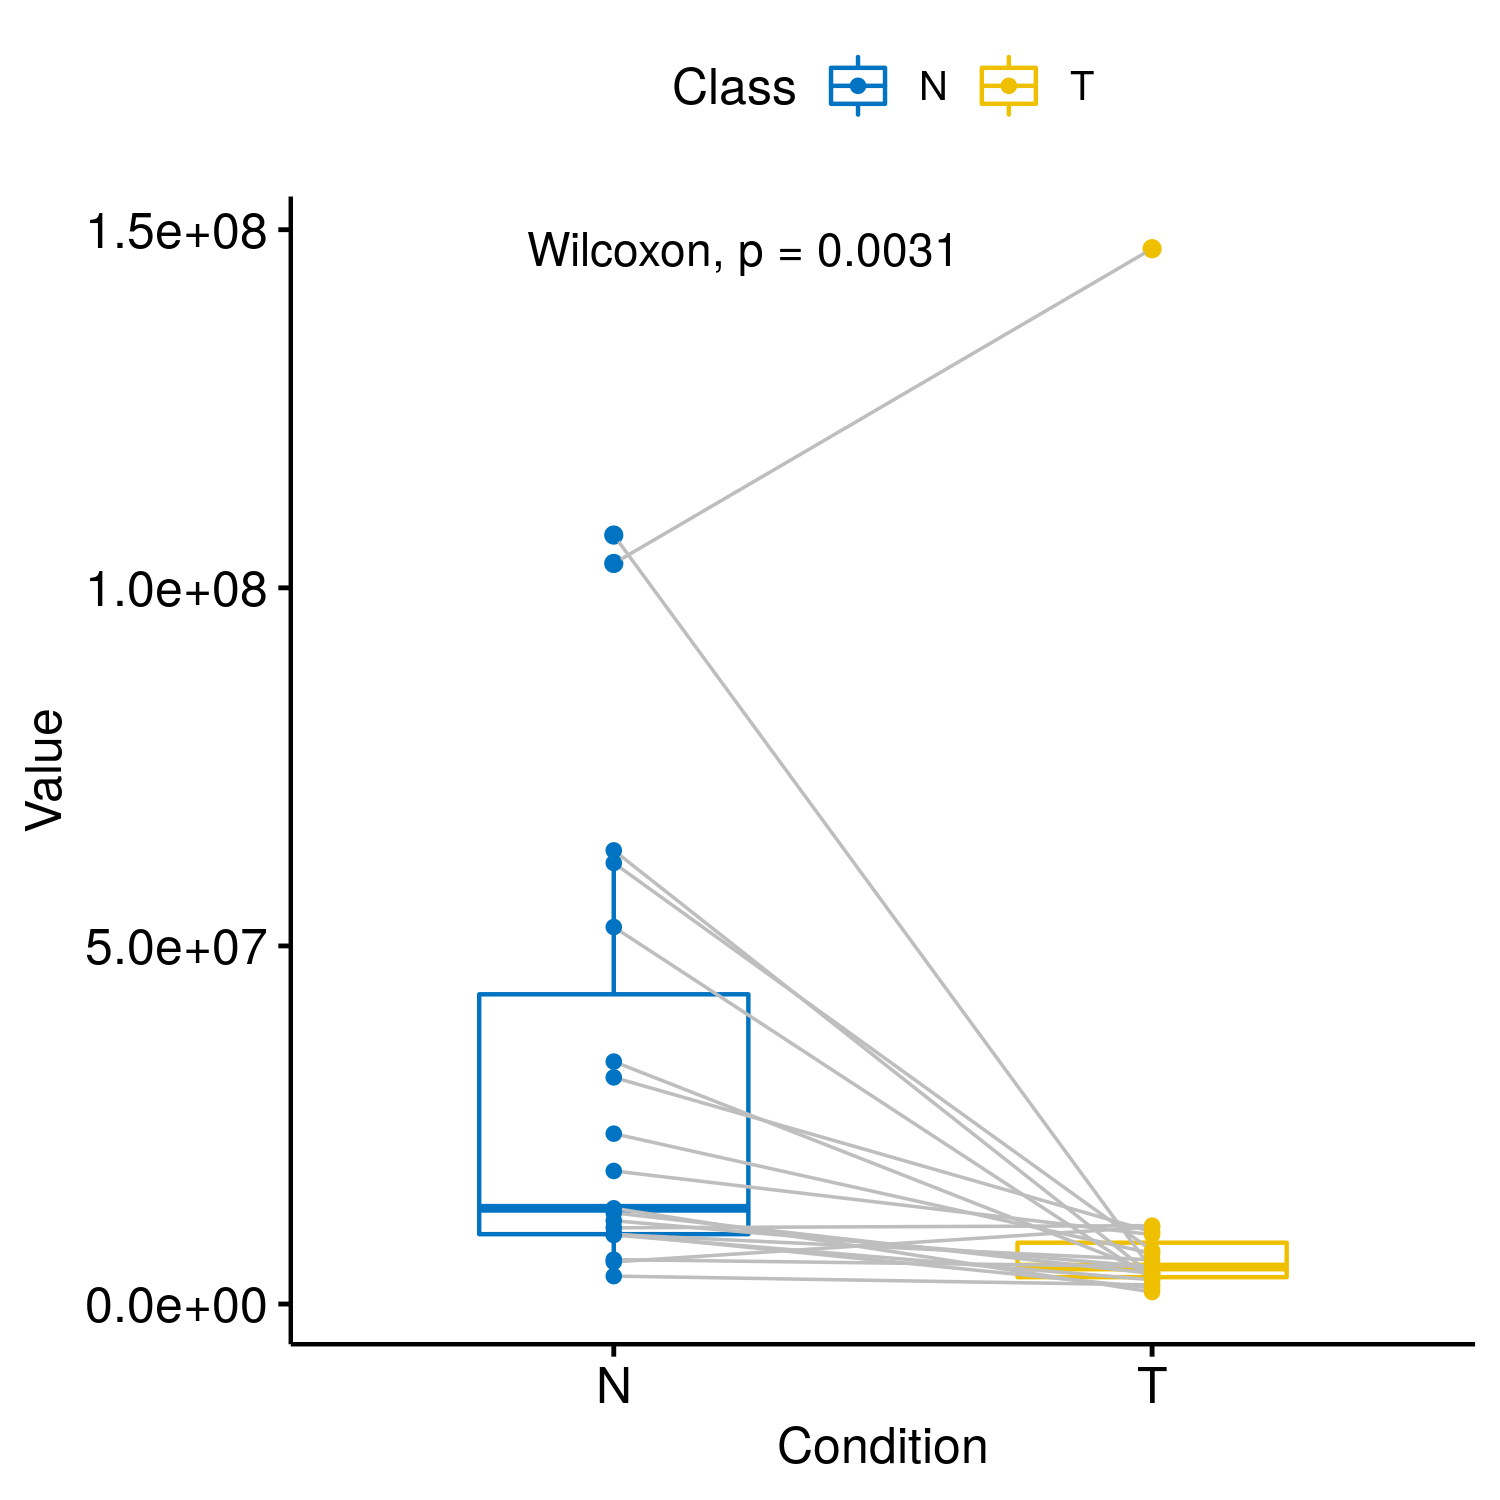 Class N T
1.5e+08
Wilcoxon, p = 0.0031
1.0e+08
5.0e+07
0.0e+00
Value
N T
Condition